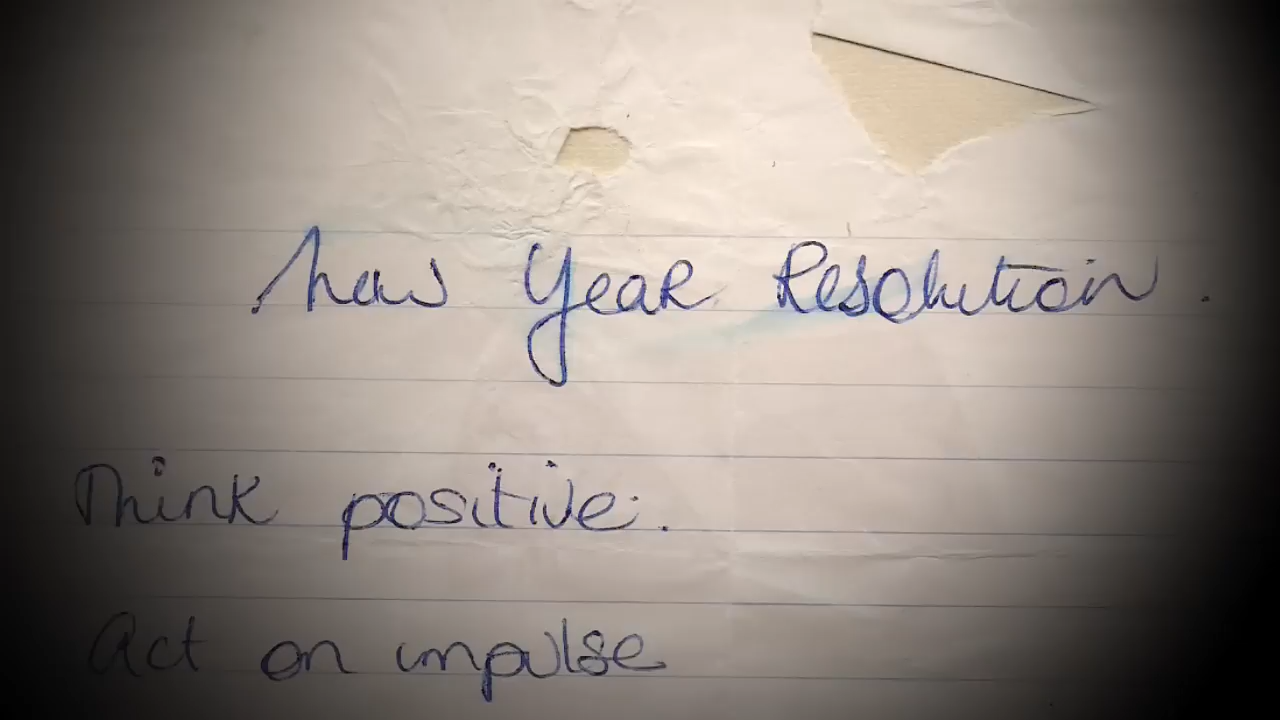 New Year Resolution.
Think positive.
Act on impulse